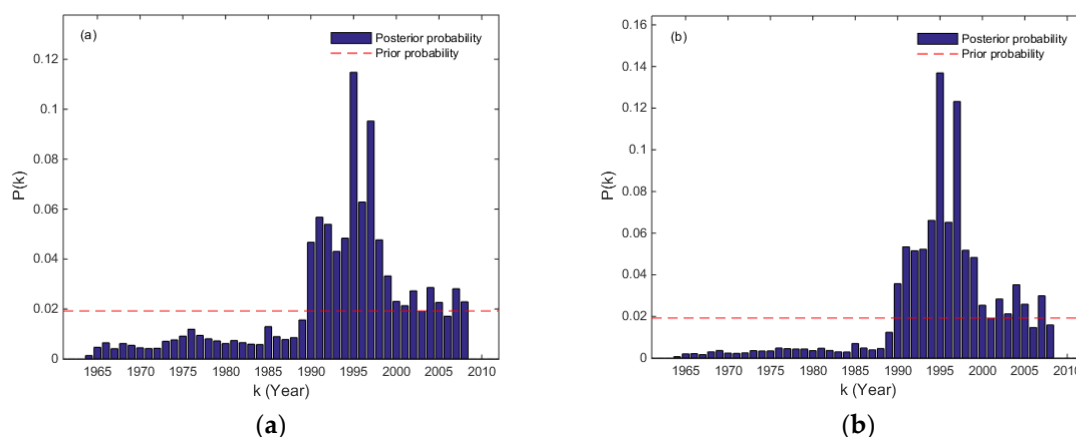 (a)
Posterior probability
Prior probability
0.12
0.1
0.08
0.06
0.04
0.02
0
P(k)
1965 1970 1975 1980 1985 1990 1995 2000 2005 2010
k (Year)
(a)
(b)
Posterior probability
Prior probability
0.16
0.14
0.12
0.1
0.08
0.06
0.04
0.02
0
P(k)
1965 1970 1975 1980 1985 1990 1995 2000 2005 2010
k (Year)
(b)